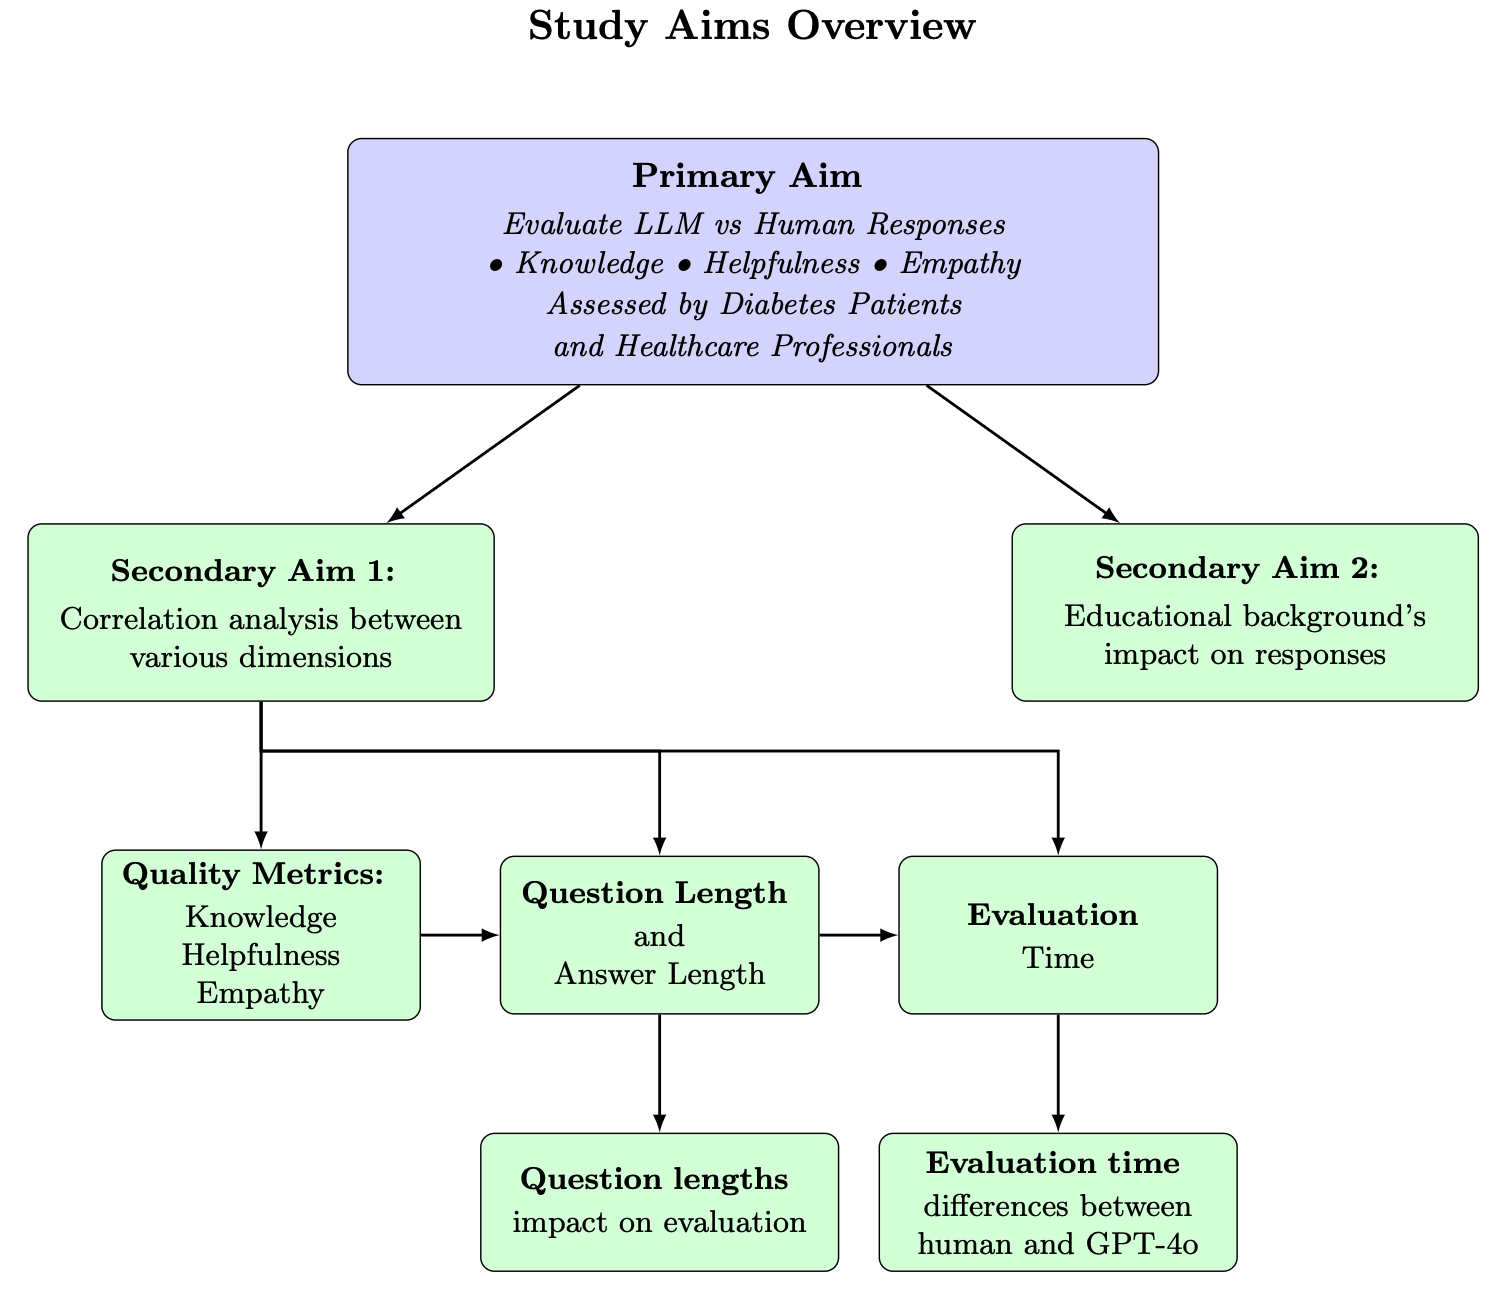 Study Aims Overview
Primary Aim
Evaluate LLM vs Human Responses
• Knowledge • Helpfulness • Empathy
Assessed by Diabetes Patients
and Healthcare Professionals
Secondary Aim 1:
Correlation analysis between
various dimensions
Secondary Aim 2:
Educational background's
impact on responses
Quality Metrics:
Knowledge
Helpfulness
Empathy
Question Length
and
Answer Length
Evaluation
Time
Question lengths
impact on evaluation
Evaluation time
differences between
human and GPT-4o